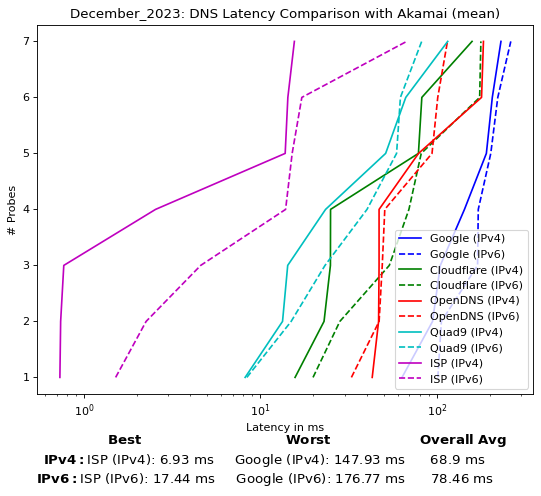 December_2023: DNS Latency Comparison with Akamai (mean)
# Probes
7
6
5
4
3
2
1
Google (IPv4)
Google (IPv6)
Cloudflare (IPv4)
Cloudflare (IPv6)
OpenDNS (IPv4)
OpenDNS (IPv6)
Quad9 (IPv4)
Quad9 (IPv6)
ISP (IPv4)
ISP (IPv6)
10⁰ 10¹ 10²
Latency in ms
Best Worst Overall Avg
IPv4: ISP (IPv4): 6.93 ms Google (IPv4): 147.93 ms 68.9 ms
IPv6: ISP (IPv6): 17.44 ms Google (IPv6): 176.77 ms 78.46 ms